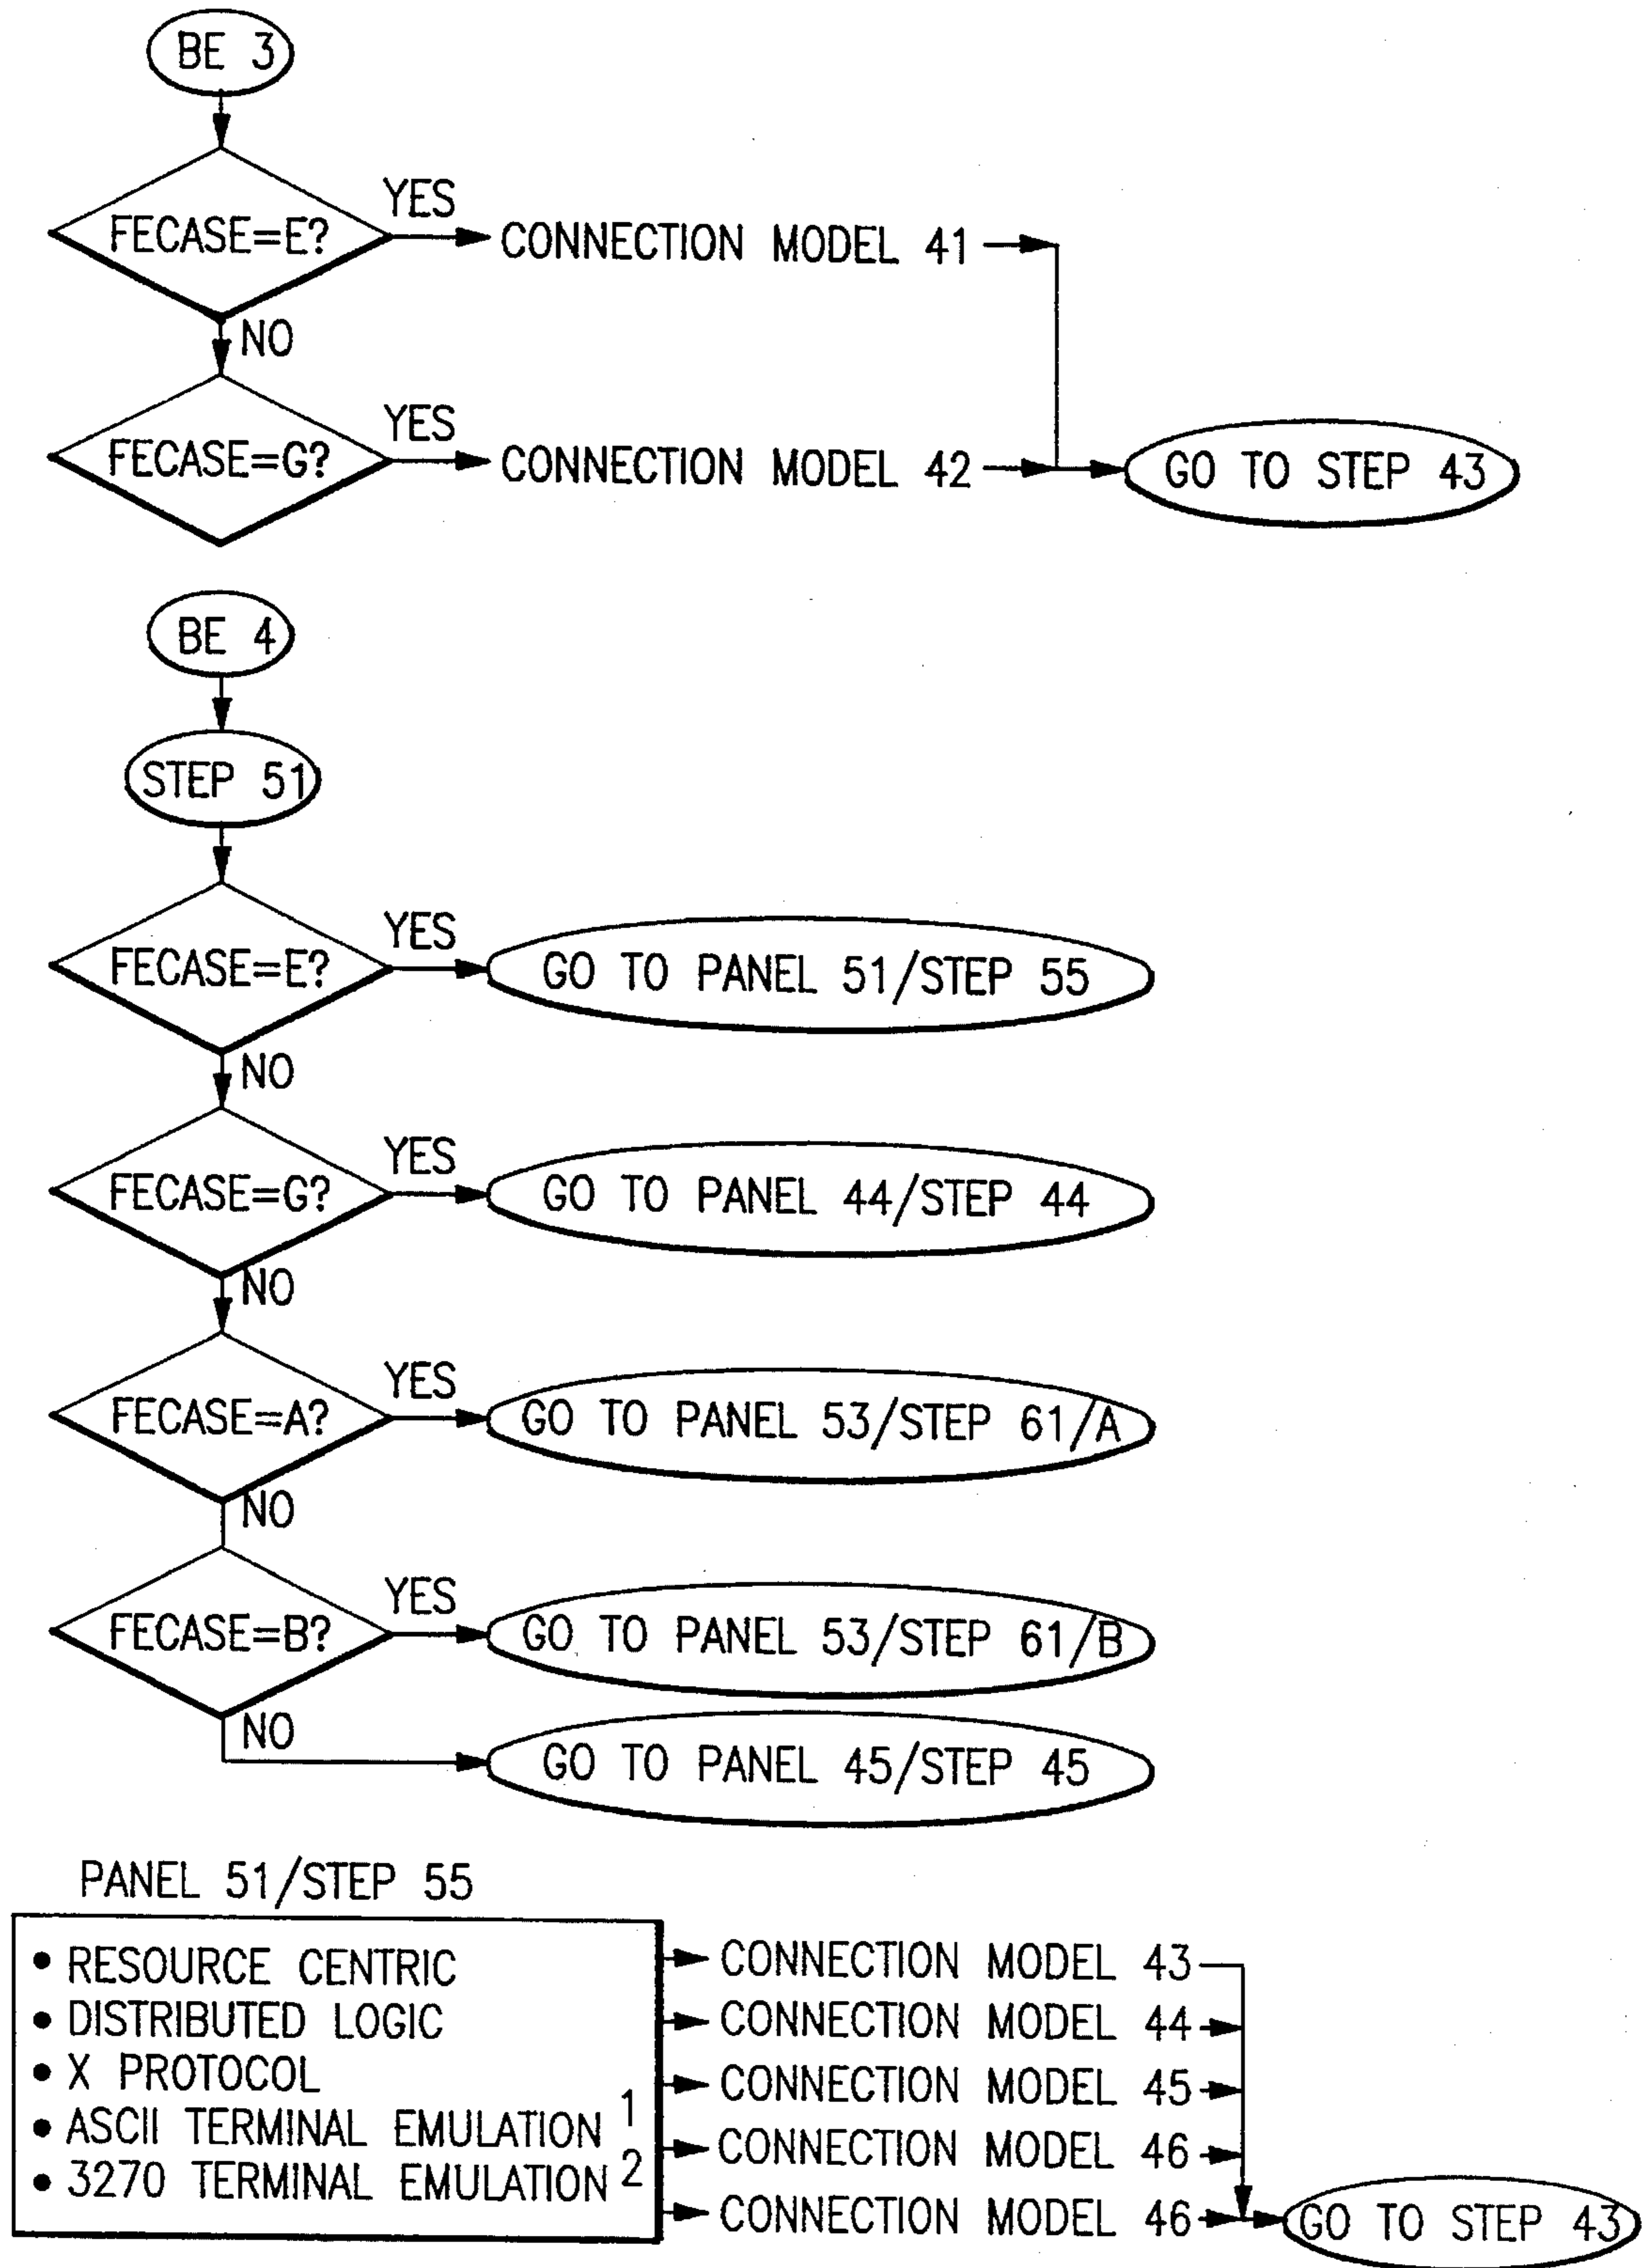 BE 3
YES
FECASE=E?
CONNECTION MODEL 41
NO
YES
FECASE=G?
CONNECTION MODEL 42
GO TO STEP 43
BE 4
STEP 51
YES
FECASE=E?
GO TO PANEL 51/STEP 55
NO
YES
FECASE=G?
GO TO PANEL 44/STEP 44
NO
YES
FECASE=A?
GO TO PANEL 53/STEP 61/A
NO
YES
FECASE=B?
GO TO PANEL 53/STEP 61/B
NO
GO TO PANEL 45/STEP 45
PANEL 51/STEP 55
• RESOURCE CENTRIC
• DISTRIBUTED LOGIC
• X PROTOCOL
• ASCII TERMINAL EMULATION 1
• 3270 TERMINAL EMULATION 2
CONNECTION MODEL 43
CONNECTION MODEL 44
CONNECTION MODEL 45
CONNECTION MODEL 46
CONNECTION MODEL 46
GO TO STEP 43